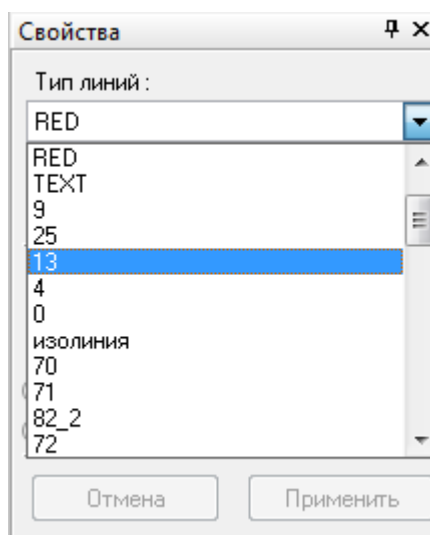 Свойства
Тип линий :
RED
RED
TEXT
9
25
13
4
0
изолиния
70
71
82_2
72
Отмена
Применить